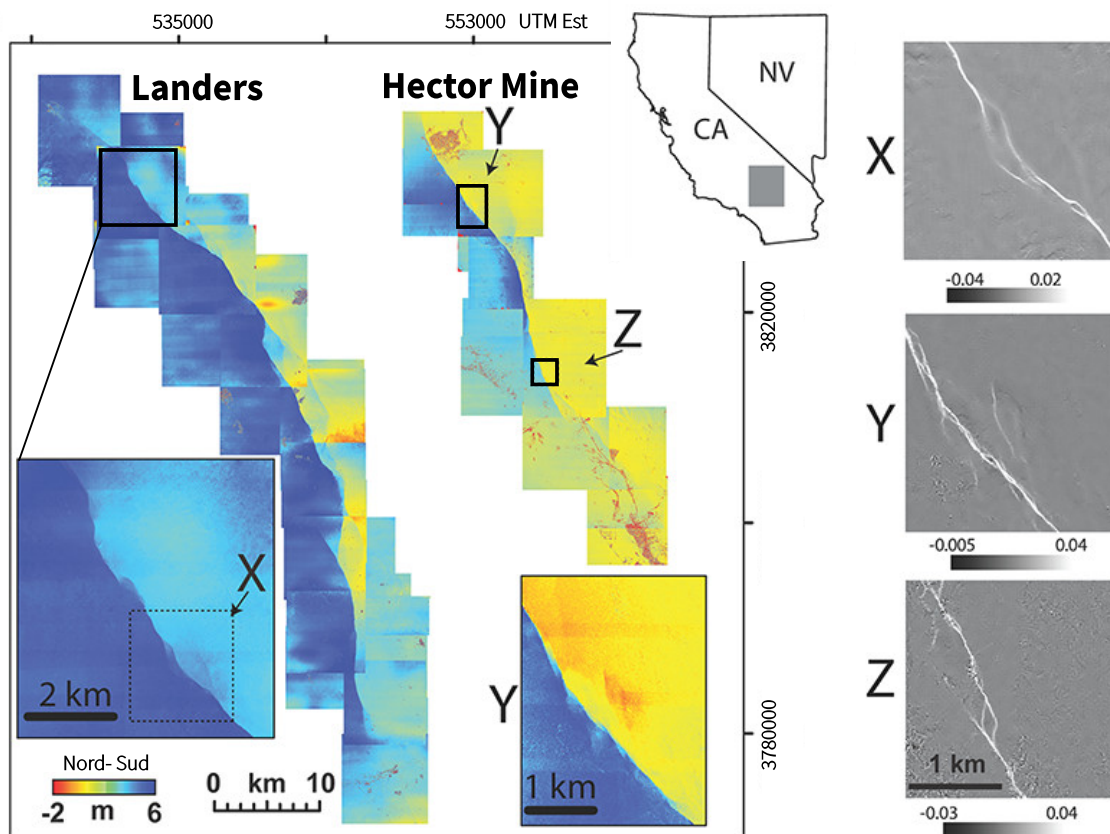 535000
553000 UTM Est
Landers
Hector Mine
Y
Z
X
2 km
Nord- Sud
-2 m 6
0 km 10
Y
1 km
NV
CA
3820000
3780000
X
-0.04 0.02
Y
-0.005 0.04
Z
1 km
-0.03 0.04